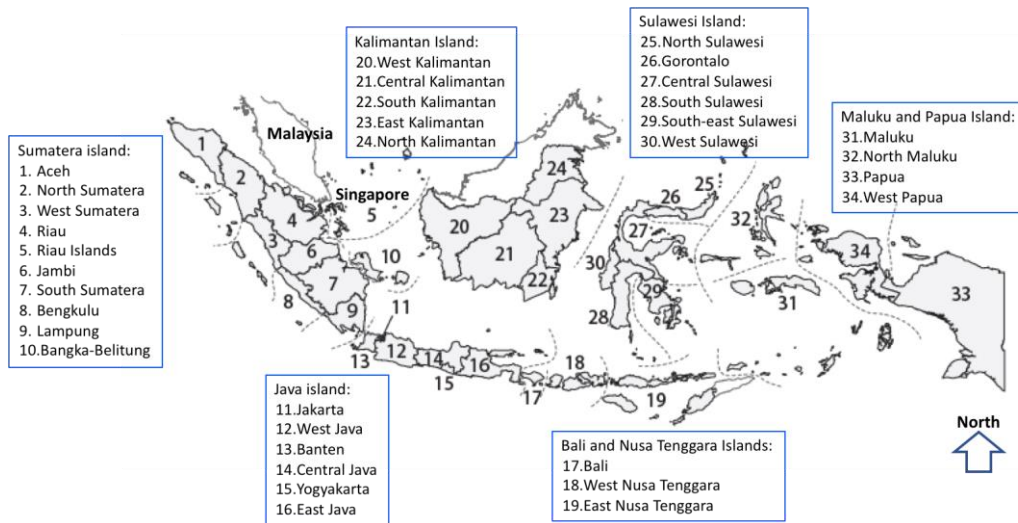 Kalimantan Island:
20.West Kalimantan
21.Central Kalimantan
22.South Kalimantan
23.East Kalimantan
24.North Kalimantan
Sulawesi Island:
25.North Sulawesi
26.Gorontalo
27.Central Sulawesi
28.South Sulawesi
29.South-east Sulawesi
30.West Sulawesi
Maluku and Papua Island:
31.Maluku
32.North Maluku
33.Papua
34.West Papua
Sumatera island:
1. Aceh
2. North Sumatera
3. West Sumatera
4. Riau
5. Riau Islands
6. Jambi
7. South Sumatera
8. Bengkulu
9. Lampung
10.Bangka-Belitung
Malaysia
Singapore
1
2
3
4
5
6
7
8
9
10
11
12
13
14
15
16
17
18
19
20
21
22
23
24
25
26
27
28
29
30
31
32
33
34
Java island:
11.Jakarta
12.West Java
13.Banten
14.Central Java
15.Yogyakarta
16.East Java
Bali and Nusa Tenggara Islands:
17.Bali
18.West Nusa Tenggara
19.East Nusa Tenggara
North